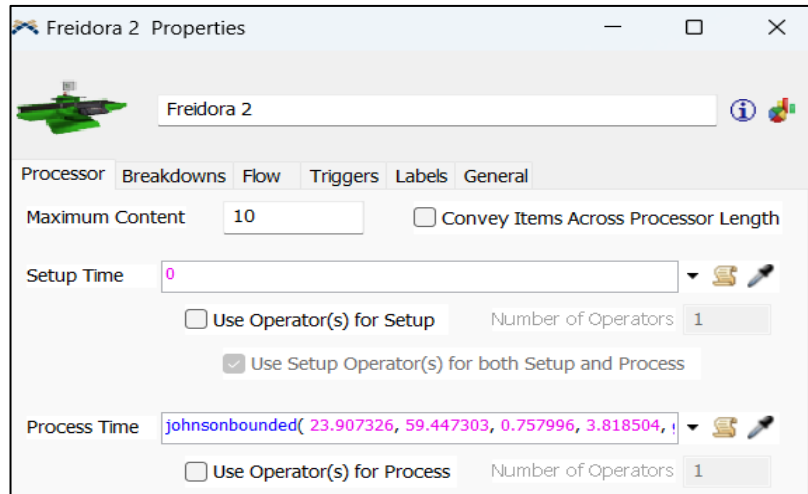 Freidora 2 Properties
Freidora 2
Processor Breakdowns Flow Triggers Labels General
Maximum Content 10 Convey Items Across Processor Length
Setup Time 0
Use Operator(s) for Setup Number of Operators 1
Use Setup Operator(s) for both Setup and Process
Process Time johnsonbounded( 23.907326, 59.447303, 0.757996, 3.818504,
Use Operator(s) for Process Number of Operators 1